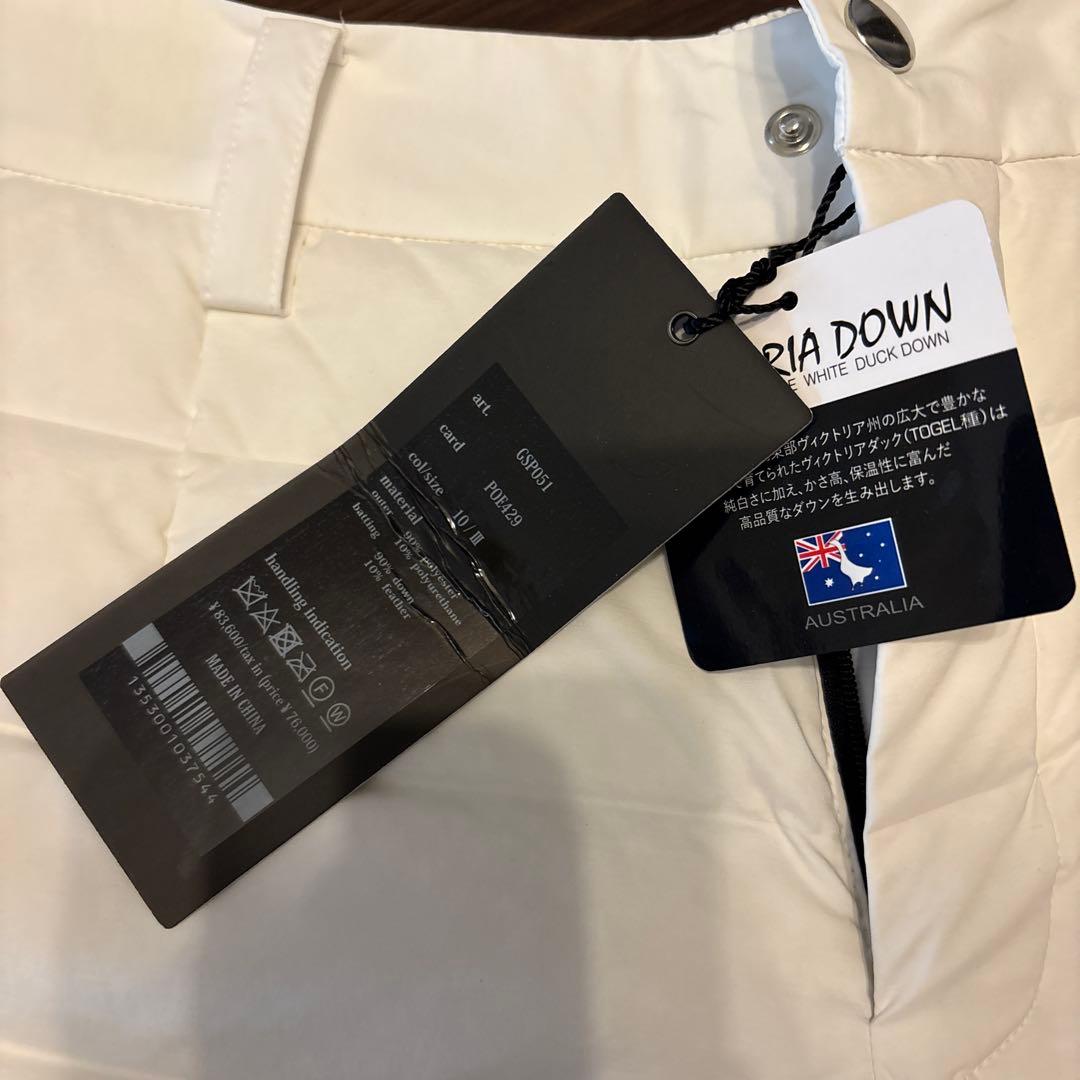 art. GSP051
card POE429
col/size 10 / III
material
outer 90% polyester
10% polyurethane
batting 90% down
10% feather
handling indication
F W
¥83,600/tax in (price ¥76,000)
MADE IN CHINA
1353001037544
RIA DOWN
WHITE DUCK DOWN
部ヴィクトリア州の広大で豊かな
育てられたヴィクトリアダック(TOGEL種)は
純白さに加え、かさ高、保温性に富んだ
高品質なダウンを生み出します。
AUSTRALIA